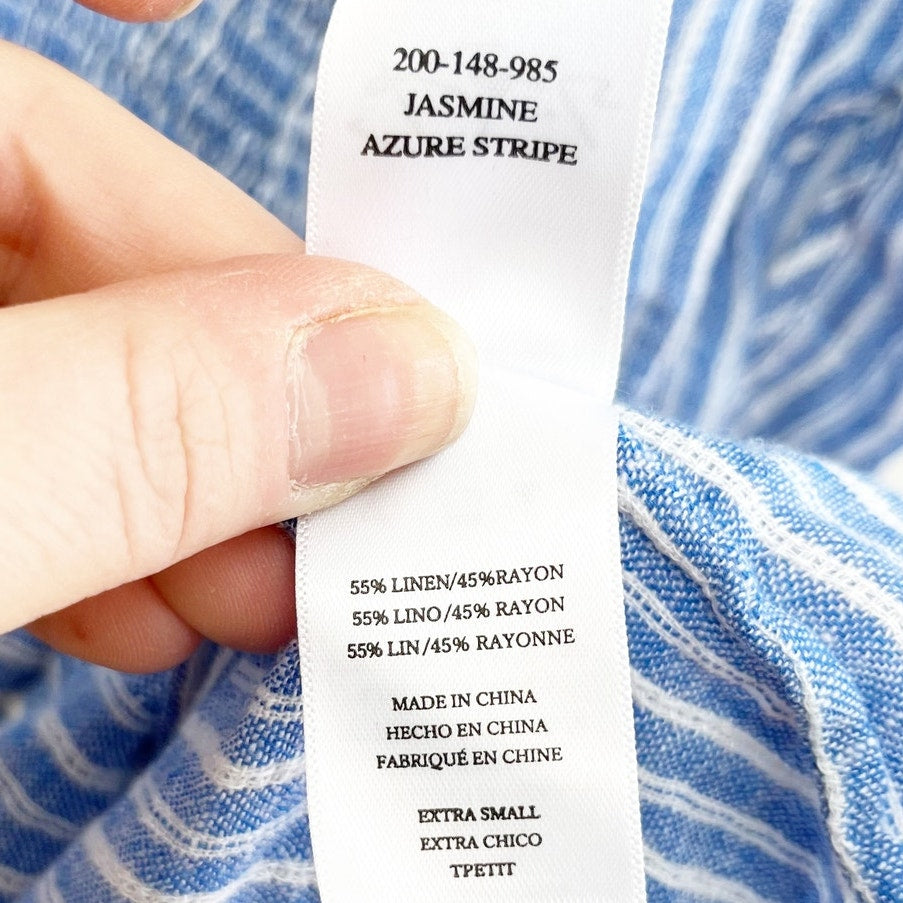 200-148-985
JASMINE
AZURE STRIPE
55% LINEN/45%RAYON
55% LINO/45% RAYON
55% LIN/45% RAYONNE
MADE IN CHINA
HECHO EN CHINA
FABRIQUÉ EN CHINE
EXTRA SMALL
EXTRA CHICO
TPETIT